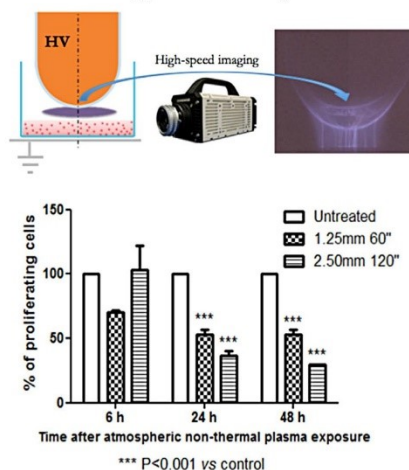 HV
High-speed imaging
150
100
50
0
% of proliferating cells
Untreated
1.25mm 60"
2.50mm 120"
***
***
***
***
6 h
24 h
48 h
Time after atmospheric non-thermal plasma exposure
*** P<0.001 vs control